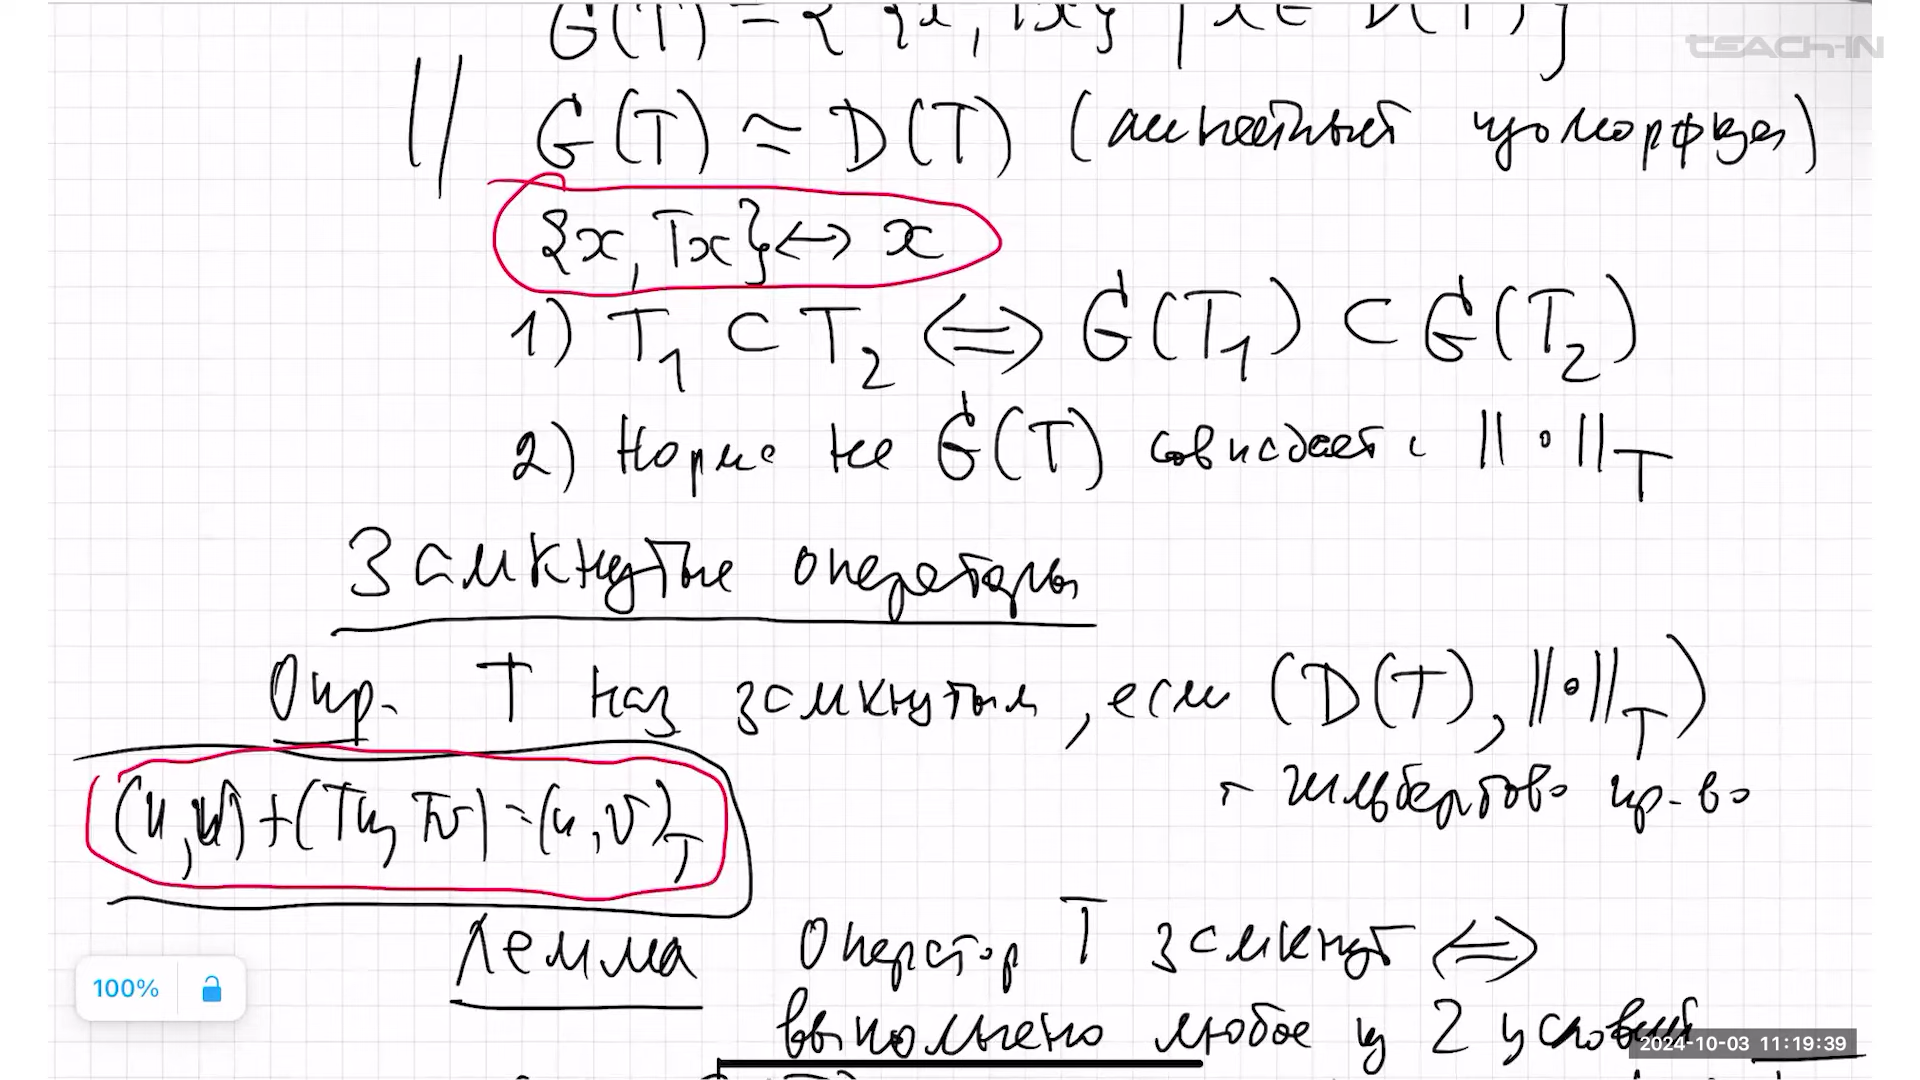 G(T) = { {x, Tx} | x ∈ D(T) }
TEACH-IN
G(T) ≃ D(T) (линейный изоморфизм)
{x, Tx} ↔ x
1) T₁ ⊂ T₂ ⟺ G(T₁) ⊂ G(T₂)
2) Норма на G(T) совпадает с ‖∘‖_T
Замкнутые операторы
Опр. T наз замкнутым, если (D(T), ‖∘‖_T)
- гильбертово пр-во
(u, v) + (Tu, Tv) = (u, v)_T
Лемма Оператор T замкнут ⟺
выполнено любое из 2 условий
100%
2024-10-03 11:19:39